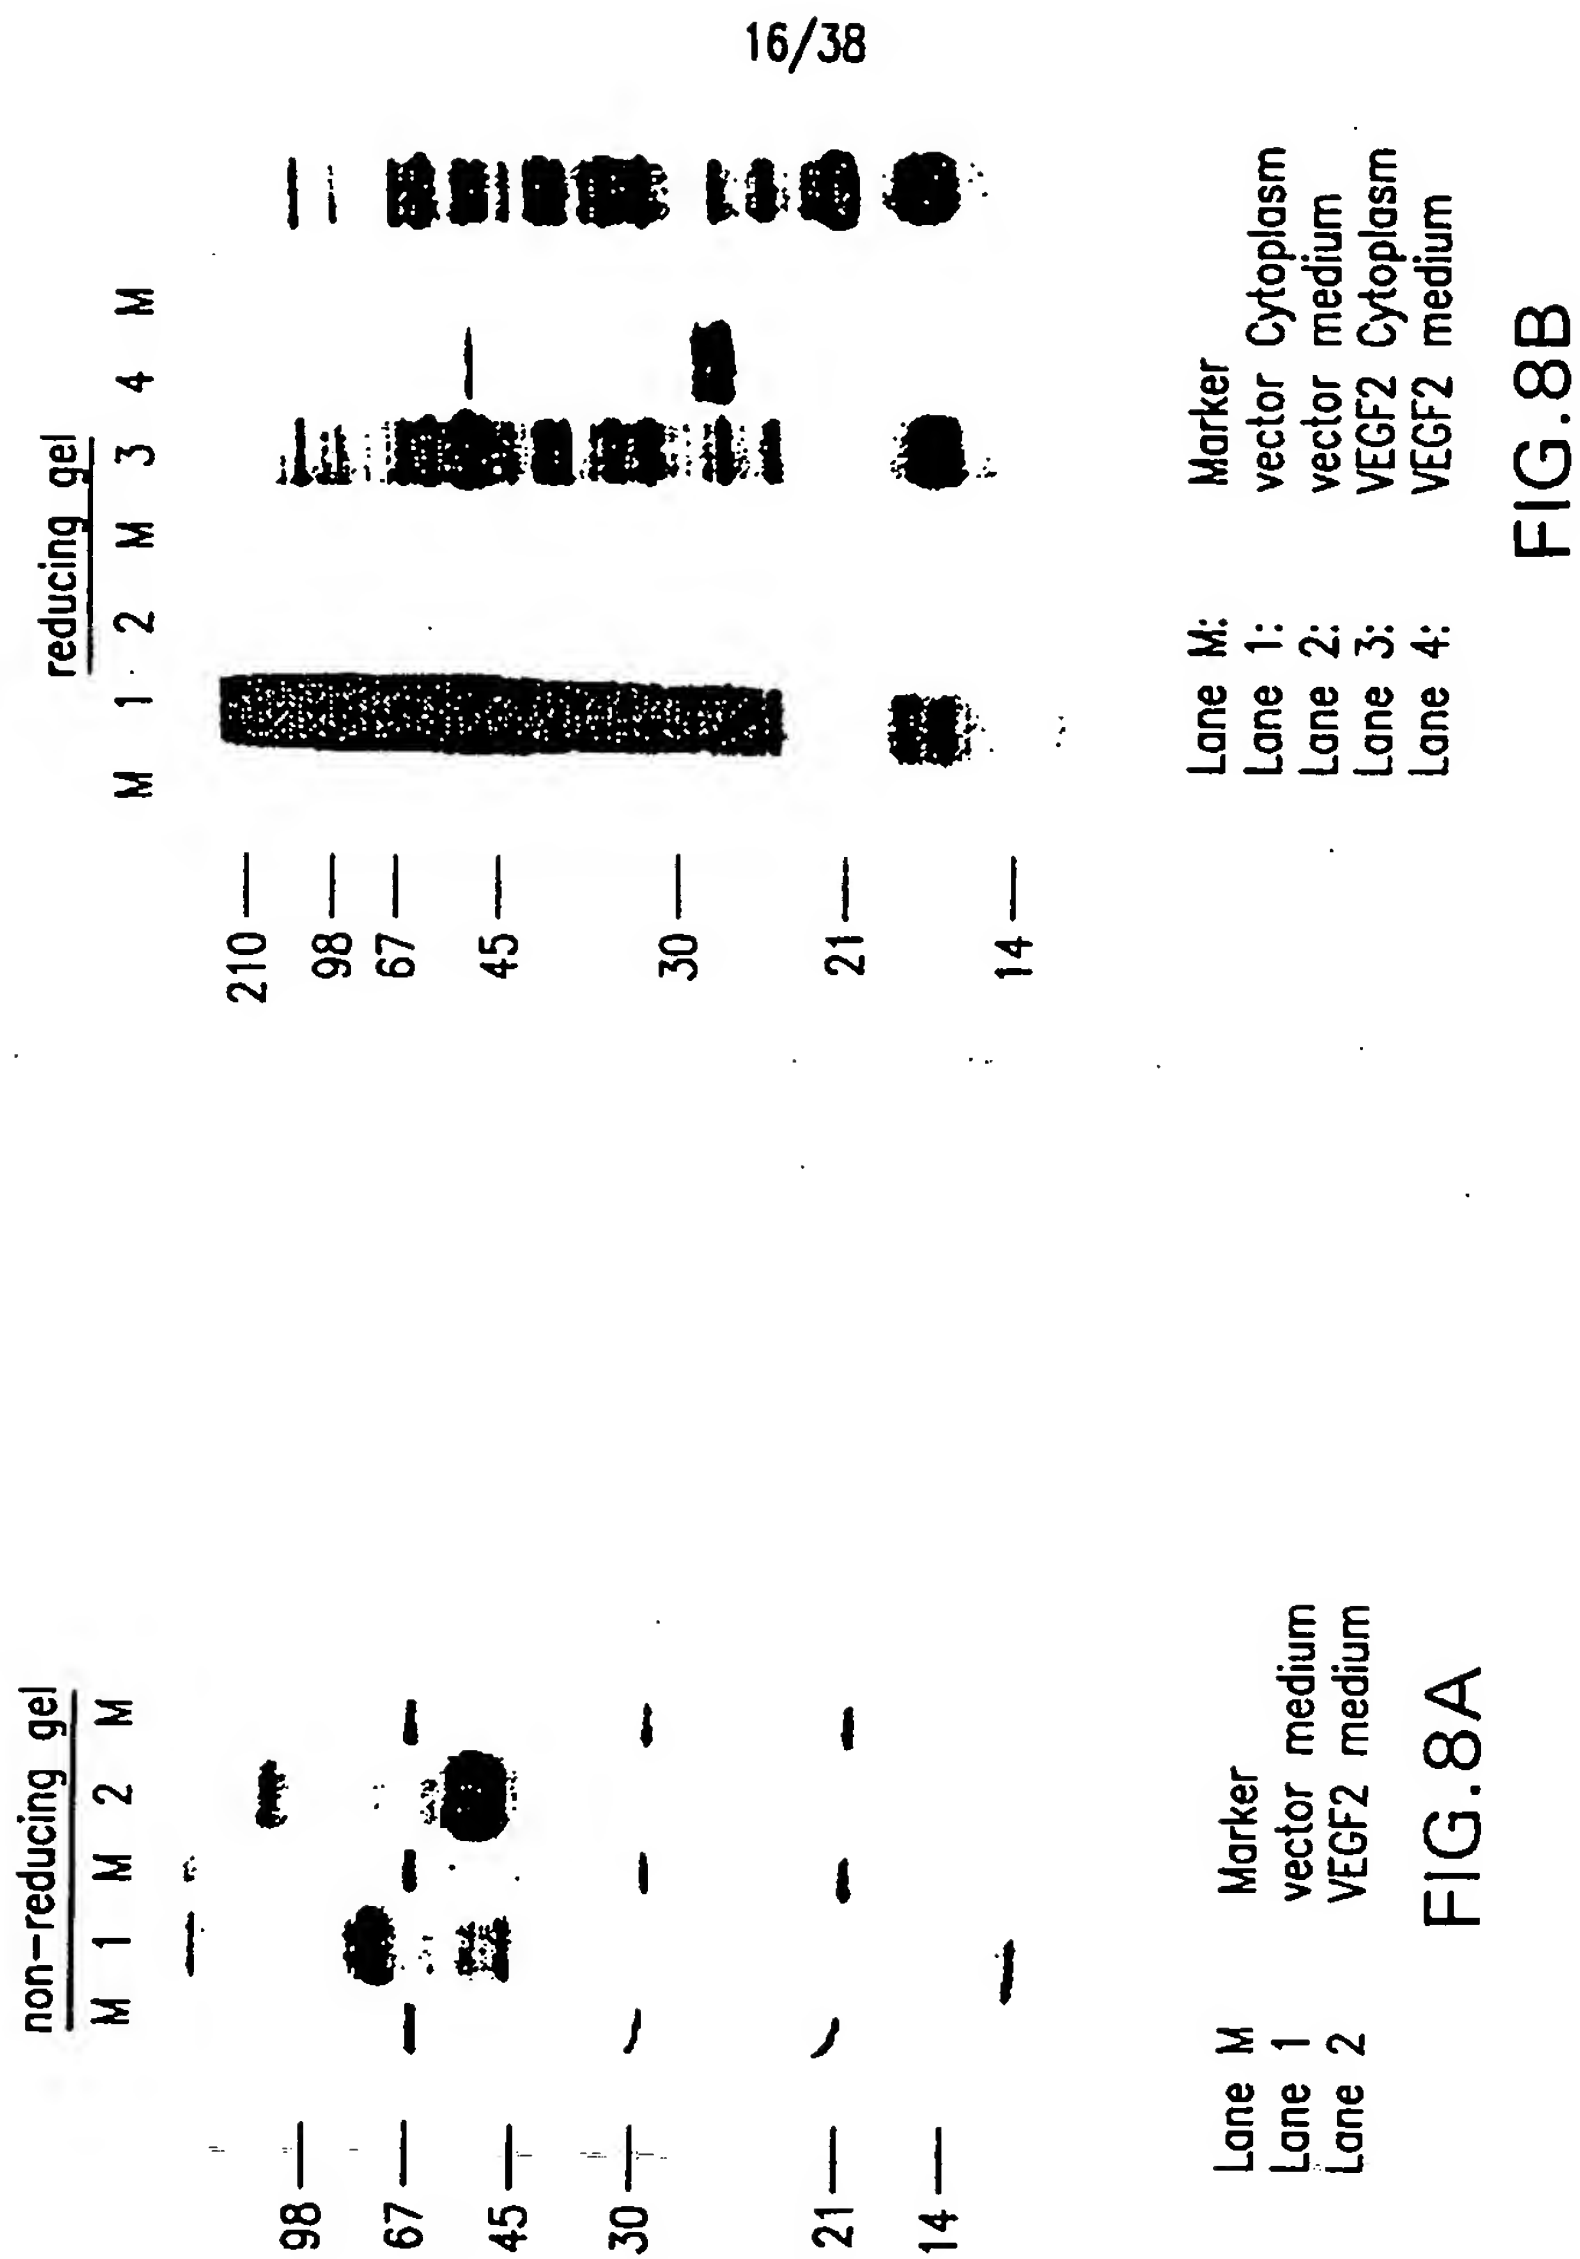 16/38
non-reducing gel
M 1 M 2 M
98
67
45
30
21
14
Lane M Marker
Lane 1 vector medium
Lane 2 VEGF2 medium
FIG.8A
reducing gel
M 1 2 M 3 4 M
210
98
67
45
30
21
14
Lane M: Marker
Lane 1: vector Cytoplasm
Lane 2: vector medium
Lane 3: VEGF2 Cytoplasm
Lane 4: VEGF2 medium
FIG.8B